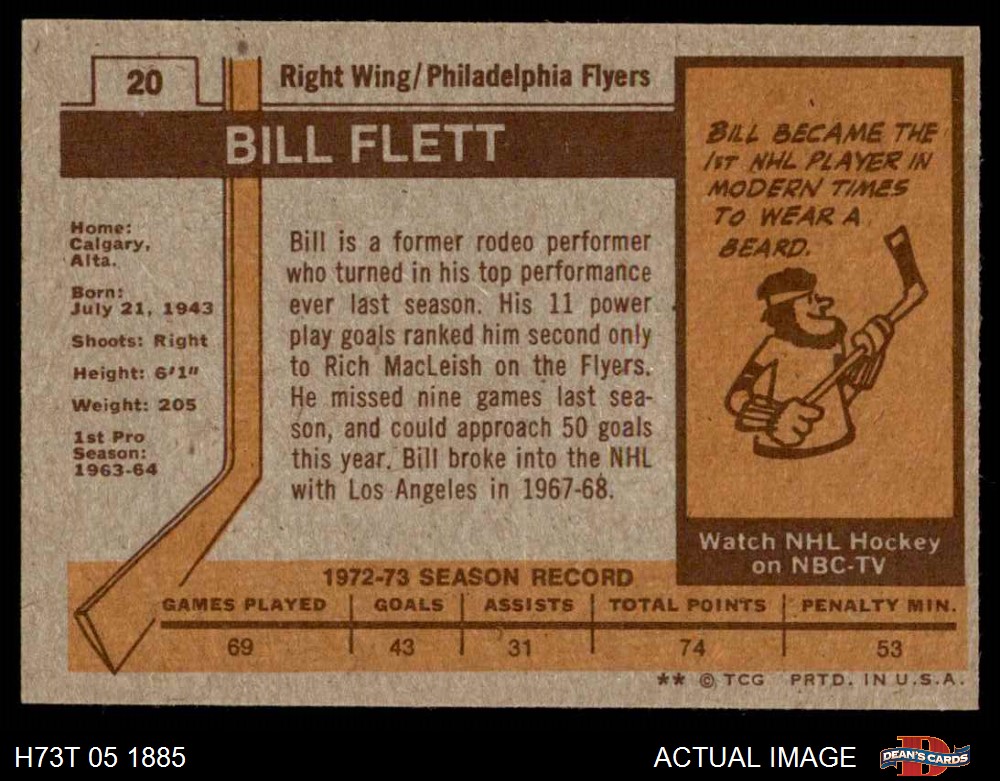 20
Right Wing/Philadelphia Flyers
BILL FLETT
Home:
Calgary,
Alta.
Born:
July 21, 1943
Shoots: Right
Height: 6'1"
Weight: 205
1st Pro
Season:
1963-64
Bill is a former rodeo performer
who turned in his top performance
ever last season. His 11 power
play goals ranked him second only
to Rich MacLeish on the Flyers.
He missed nine games last sea-
son, and could approach 50 goals
this year. Bill broke into the NHL
with Los Angeles in 1967-68.
BILL BECAME THE
1ST NHL PLAYER IN
MODERN TIMES
TO WEAR A
BEARD.
Watch NHL Hockey
on NBC-TV
1972-73 SEASON RECORD
GAMES PLAYED GOALS ASSISTS TOTAL POINTS PENALTY MIN.
69 43 31 74 53
** © TCG PRTD. IN U.S.A.
H73T 05 1885
ACTUAL IMAGE
DEAN'S CARDS